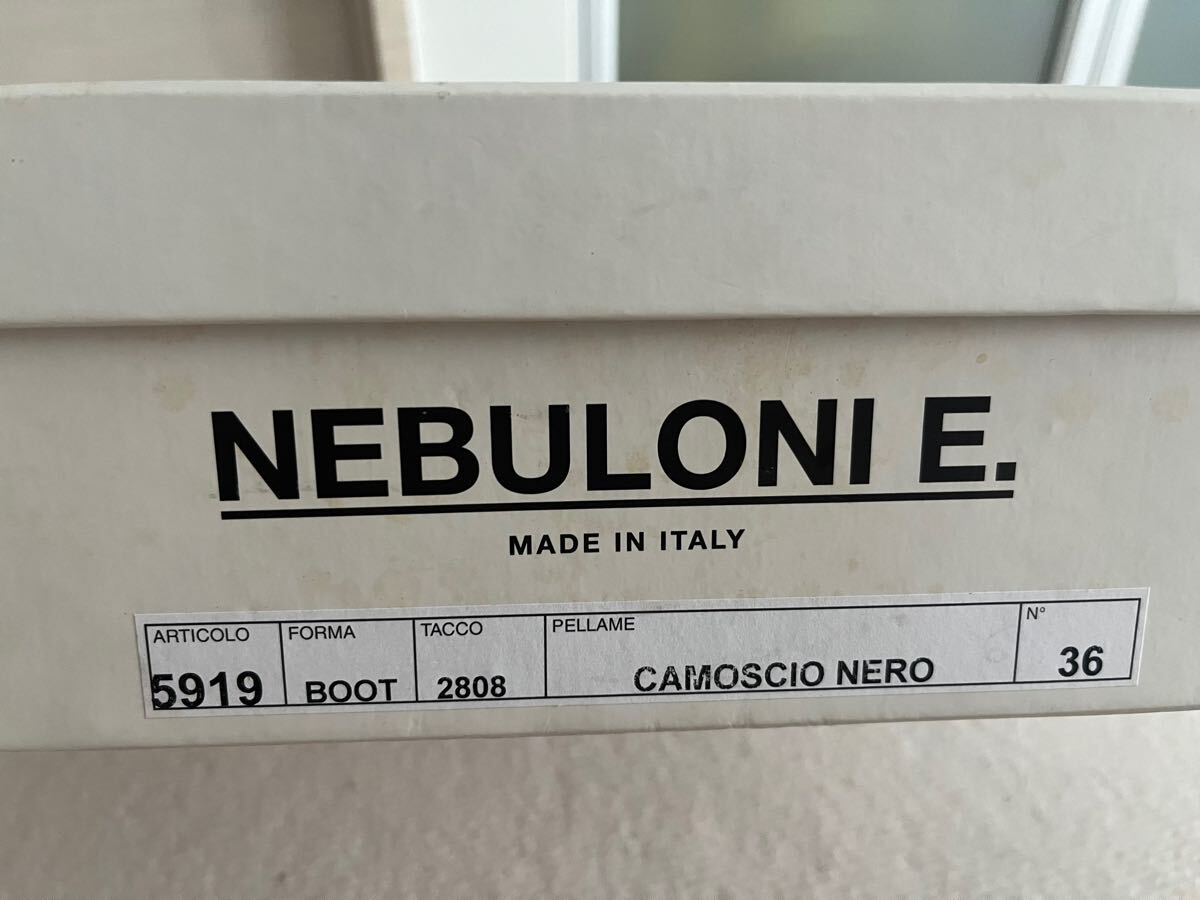 NEBULONI E.
MADE IN ITALY
ARTICOLO FORMA TACCO PELLAME N°
5919 BOOT 2808 CAMOSCIO NERO 36